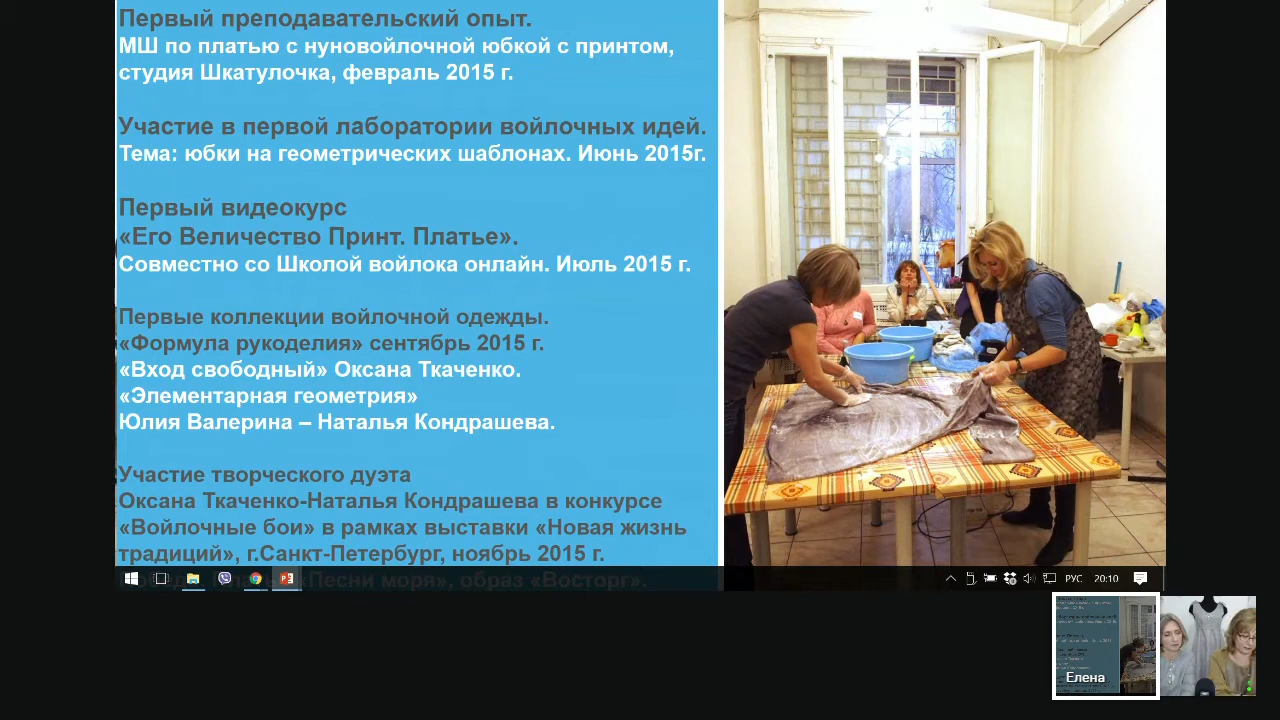 Первый преподавательский опыт.
МШ по платью с нуновойлочной юбкой с принтом,
студия Шкатулочка, февраль 2015 г.
Участие в первой лаборатории войлочных идей.
Тема: юбки на геометрических шаблонах. Июнь 2015г.
Первый видеокурс
«Его Величество Принт. Платье».
Совместно со Школой войлока онлайн. Июль 2015 г.
Первые коллекции войлочной одежды.
«Формула рукоделия» сентябрь 2015 г.
«Вход свободный» Оксана Ткаченко.
«Элементарная геометрия»
Юлия Валерина – Наталья Кондрашева.
Участие творческого дуэта
Оксана Ткаченко-Наталья Кондрашева в конкурсе
«Войлочные бои» в рамках выставки «Новая жизнь
традиций», г.Санкт-Петербург, ноябрь 2015 г.
«Песни моря», образ «Восторг».
РУС
20:10
Елена